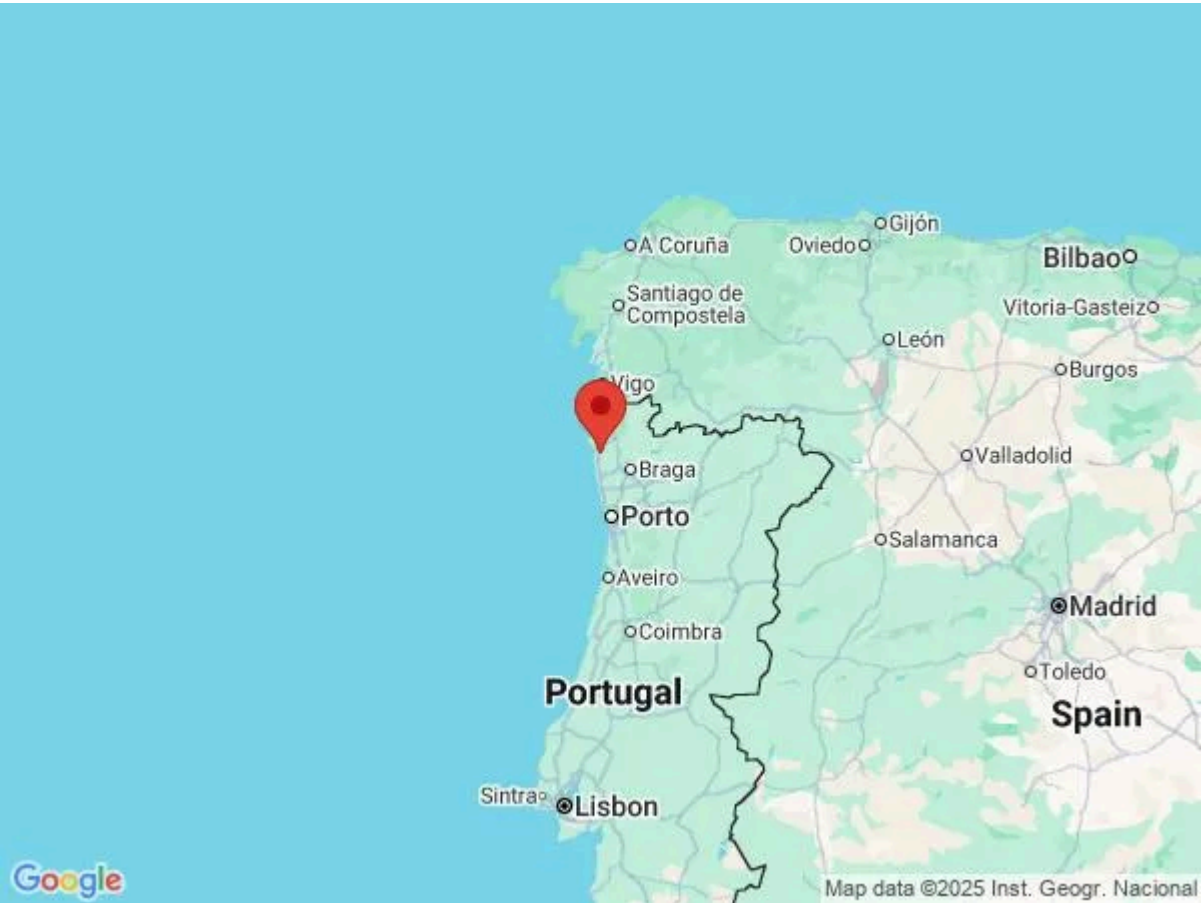 Gijón
A Coruña
Oviedo
Bilbao
Santiago de
Compostela
Vitoria-Gasteiz
León
Burgos
Vigo
Valladolid
Braga
Porto
Salamanca
Aveiro
Madrid
Coimbra
Toledo
Portugal
Spain
Sintra
Lisbon
Google
Map data ©2025 Inst. Geogr. Nacional